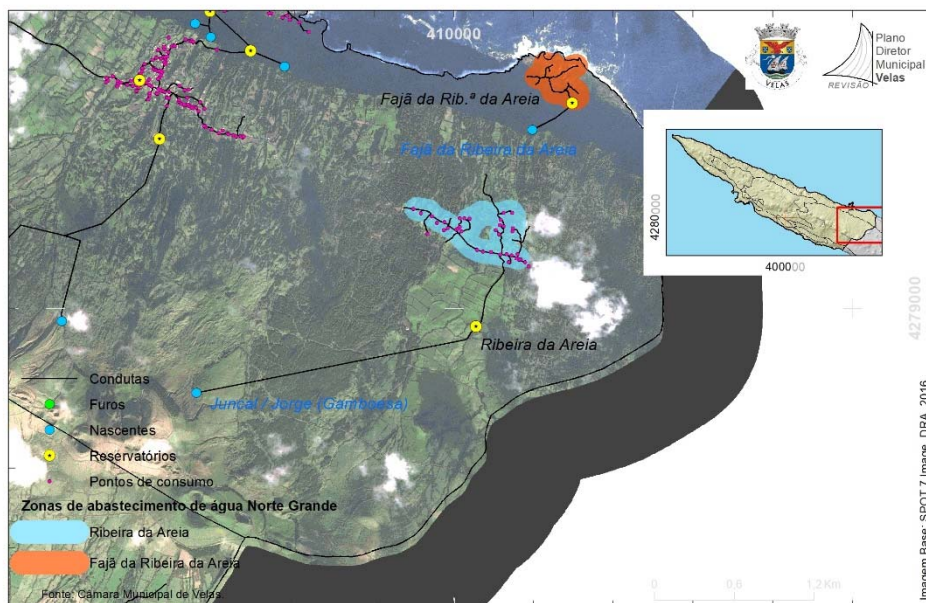 410000
Plano
Diretor
Municipal
Velas
REVISÃO
VELAS
Fajã da Rib.ª da Areia
Fajã da Ribeira da Areia
4280000
400000
4279000
Ribeira da Areia
Juncal / Jorge (Gamboesa)
Condutas
Furos
Nascentes
Reservatórios
Pontos de consumo
Zonas de abastecimento de água Norte Grande
Ribeira da Areia
Fajã da Ribeira da Areia
Fonte: Câmara Municipal de Velas.
0 0,6 1,2 Km
Imagem Base: SPOT 7 Image, DRA, 2016